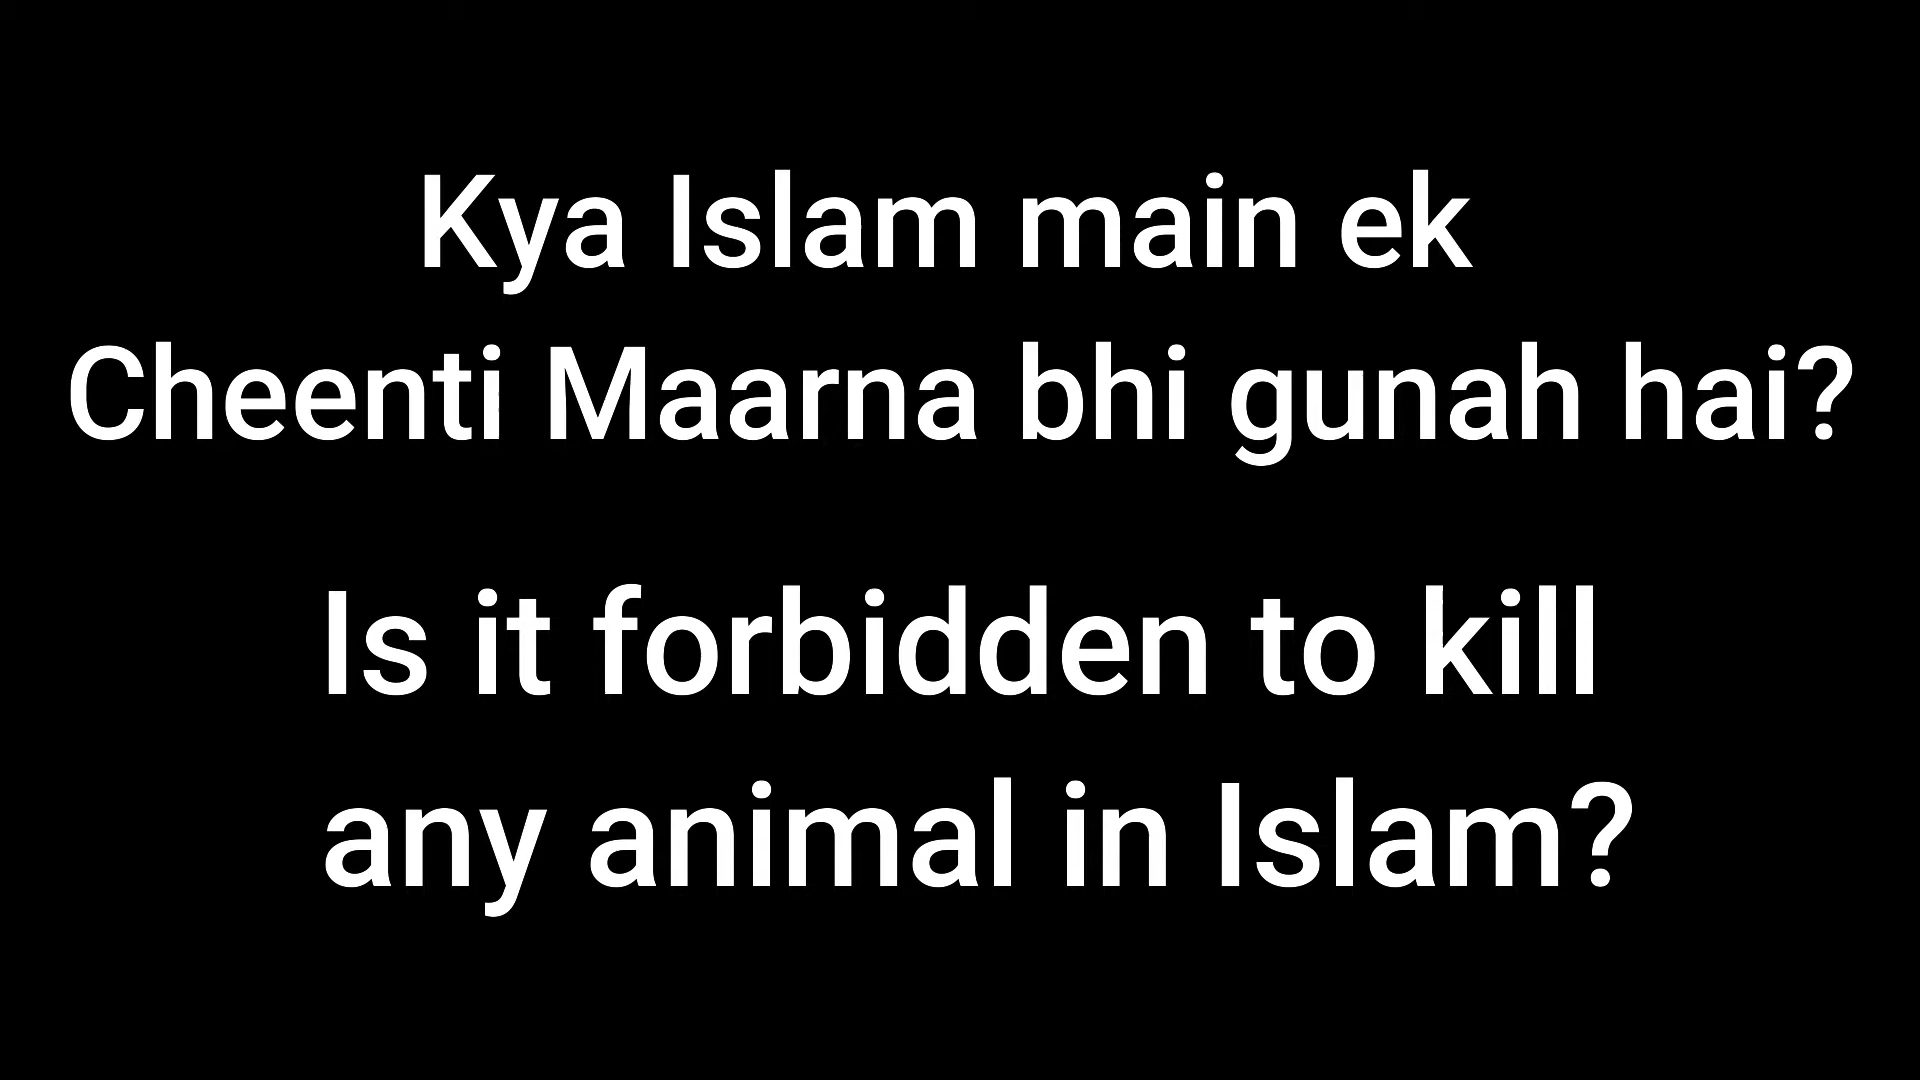 Kya Islam main ek
Cheenti Maarna bhi gunah hai?
Is it forbidden to kill
any animal in Islam?